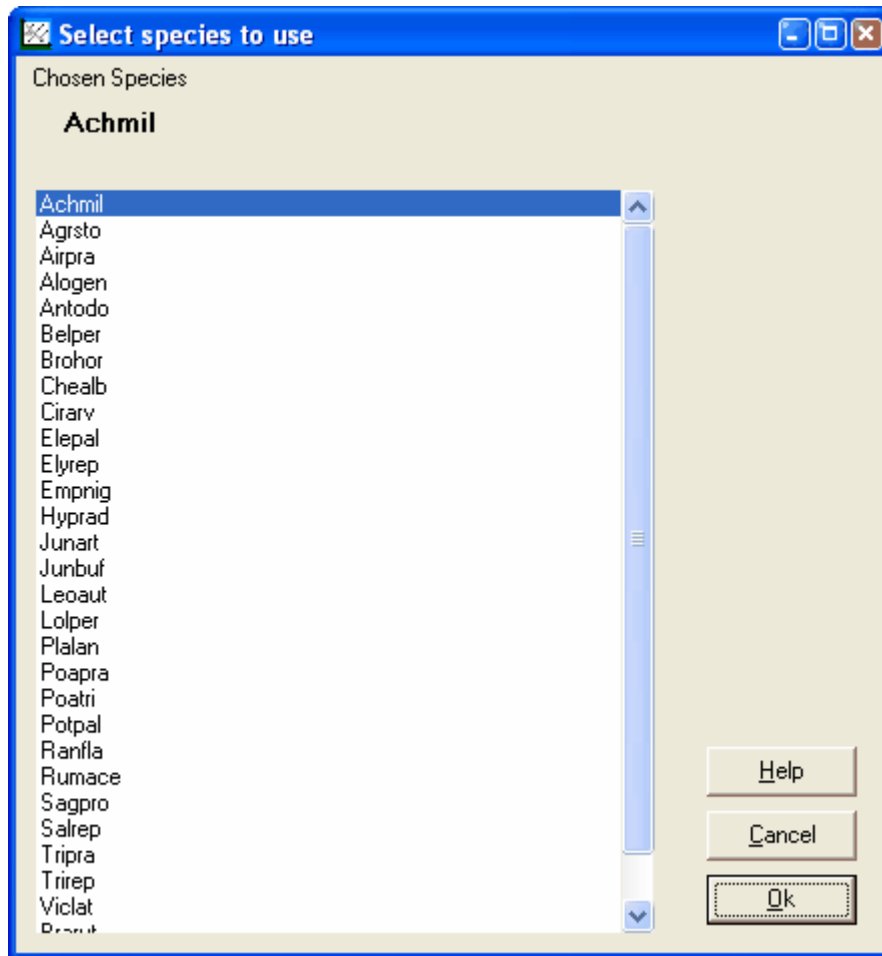 Select species to use
Chosen Species
Achmil
Achmil
Agrsto
Airpra
Alogen
Antodo
Belper
Brohor
Chealb
Cirarv
Elepal
Elyrep
Empnig
Hyprad
Junart
Junbuf
Leoaut
Lolper
Plalan
Poapra
Poatri
Potpal
Ranfla
Rumace
Sagpro
Salrep
Tripra
Trirep
Viclat
Help
Cancel
Ok